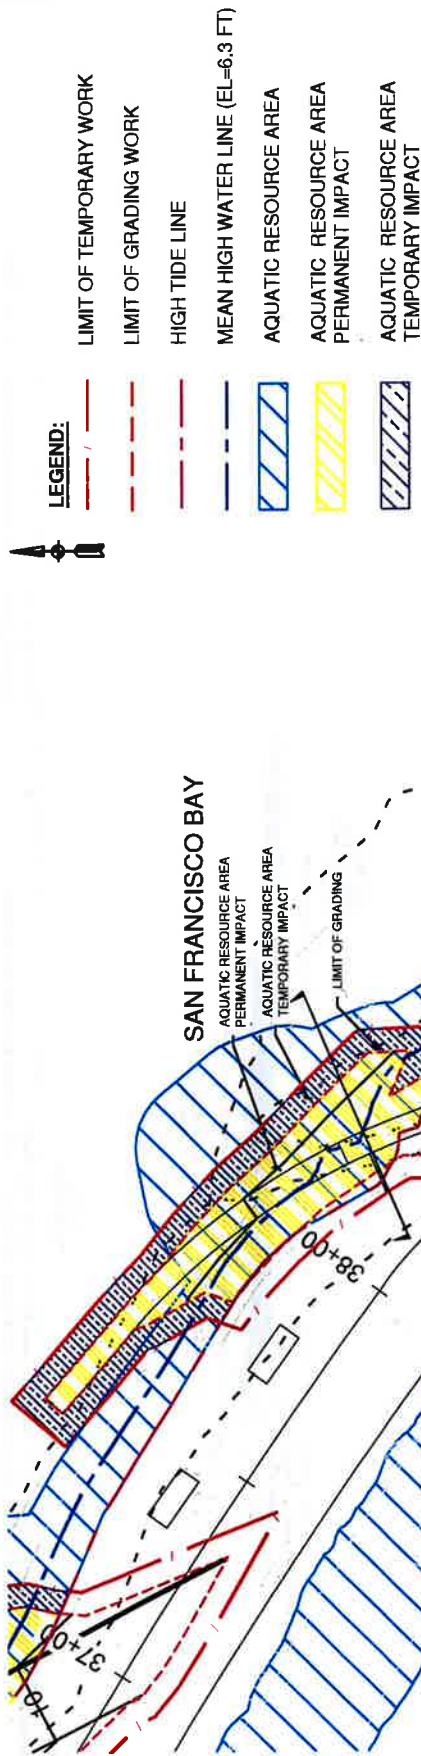 LEGEND:
LIMIT OF TEMPORARY WORK
LIMIT OF GRADING WORK
HIGH TIDE LINE
MEAN HIGH WATER LINE (EL=6.3 FT)
AQUATIC RESOURCE AREA
AQUATIC RESOURCE AREA
PERMANENT IMPACT
AQUATIC RESOURCE AREA
TEMPORARY IMPACT
SAN FRANCISCO BAY
AQUATIC RESOURCE AREA
PERMANENT IMPACT
AQUATIC RESOURCE AREA
TEMPORARY IMPACT
LIMIT OF GRADING
38+00
37+00
10